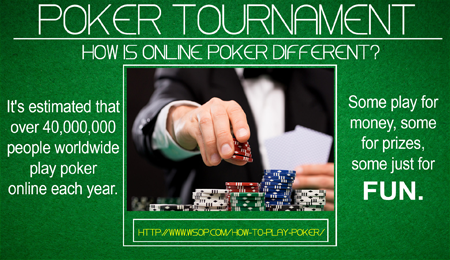 POKER TOURNAMENT
HOW IS ONLINE POKER DIFFERENT?
It's estimated that
over 40,000,000
people worldwide
play poker
online each year.
Some play for
money, some
for prizes,
some just for
FUN.
HTTP://WWW.WSOP.COM/HOW-TO-PLAY-POKER/